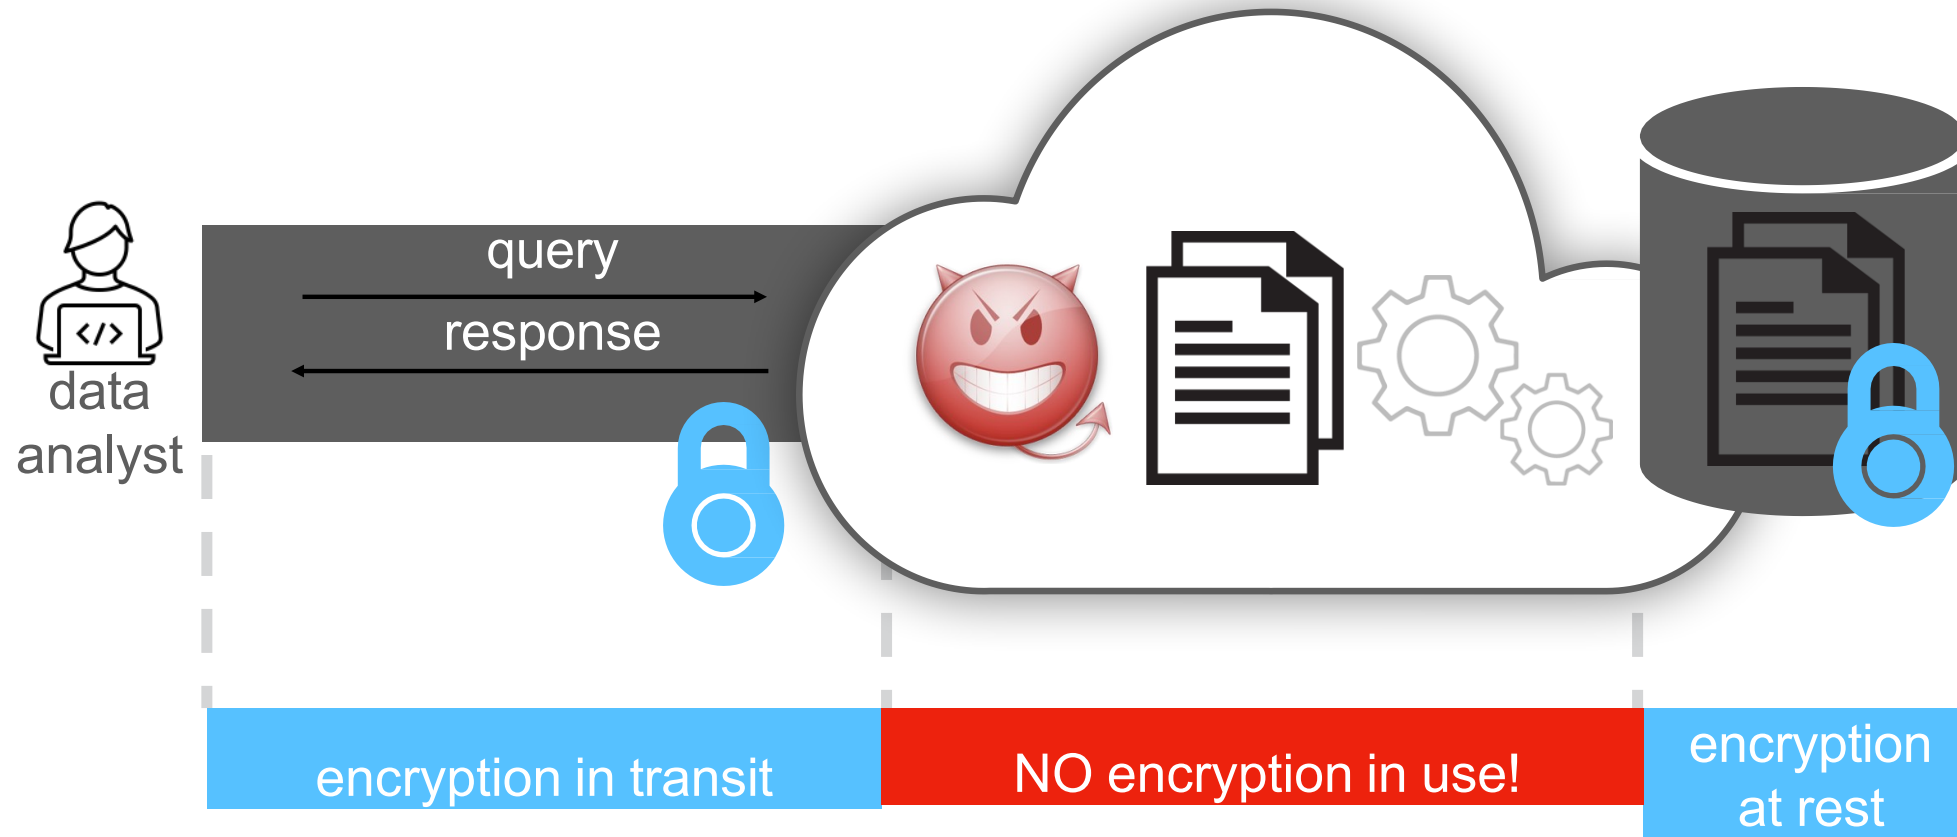 query
response
</>
data
analyst
encryption in transit
NO encryption in use!
encryption
at rest